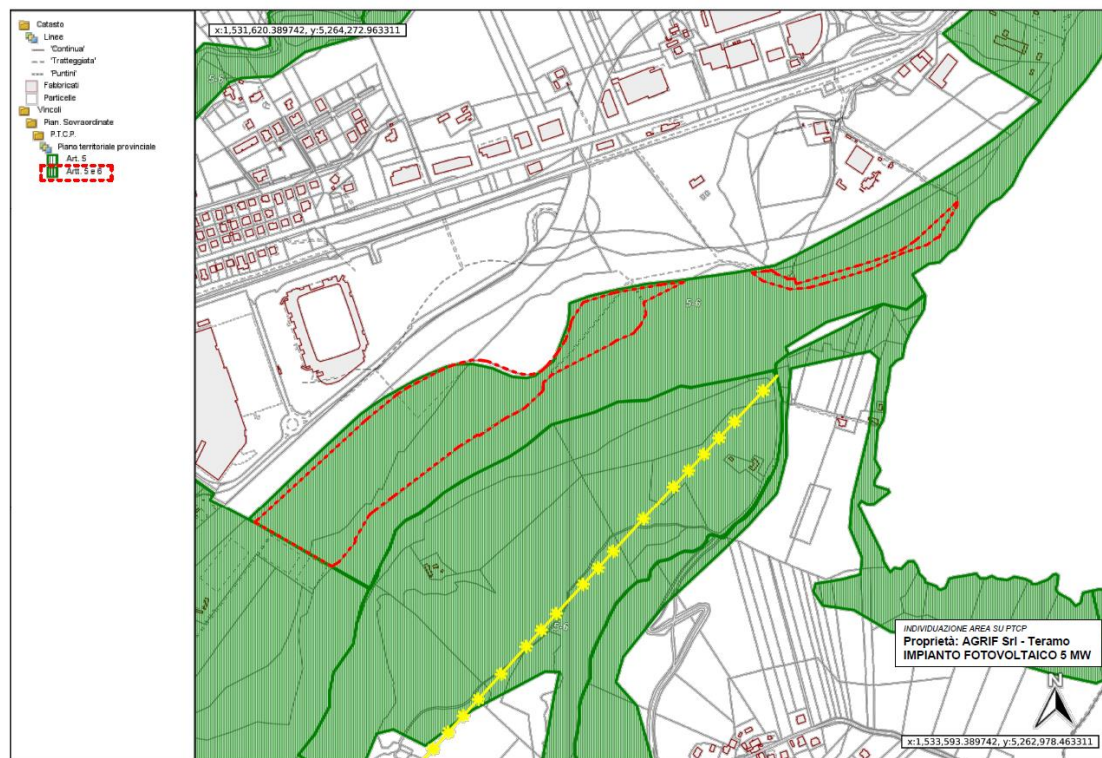 Catasto
Linee
'Continua'
'Tratteggiata'
'Puntini'
Fabbricati
Particelle
Vincoli
Pian. Sovraordinate
P.T.C.P.
Piano territoriale provinciale
Art. 5
Artt. 5 e 6
x:1,531,620.389742, y:5,264,272.963311
5.6
5.6
5.6
INDIVIDUAZIONE AREA SU PTCP
Proprietà: AGRIF Srl - Teramo
IMPIANTO FOTOVOLTAICO 5 MW
N
x:1,533,593.389742, y:5,262,978.463311